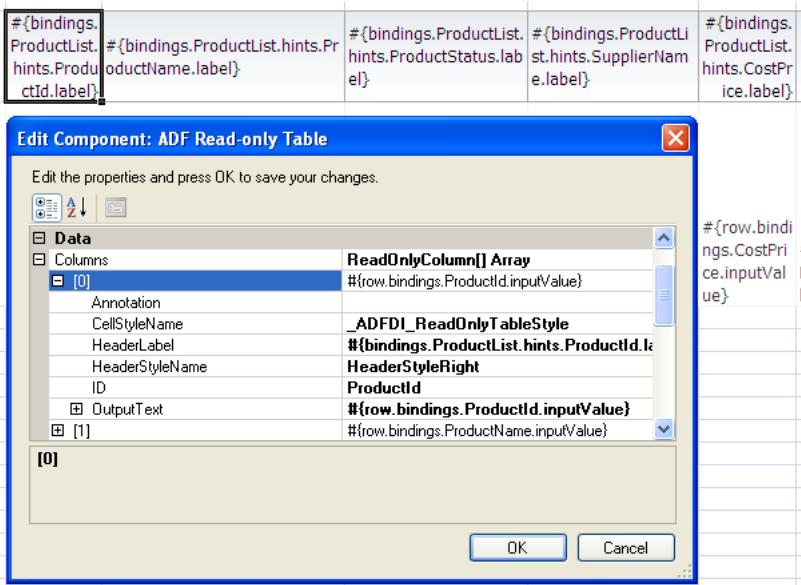 #{bindings.
ProductList.
hints.Produ
ctId.label}
#{bindings.ProductList.hints.Pr
oductName.label}
#{bindings.ProductList.
hints.ProductStatus.lab
el}
#{bindings.ProductLi
st.hints.SupplierNam
e.label}
#{bindings.
ProductList.
hints.CostPr
ice.label}
Edit Component: ADF Read-only Table
Edit the properties and press OK to save your changes.
Data
Columns ReadOnlyColumn[] Array
[0] #{row.bindings.ProductId.inputValue}
Annotation
CellStyleName _ADFDI_ReadOnlyTableStyle
HeaderLabel #{bindings.ProductList.hints.ProductId.la
HeaderStyleName HeaderStyleRight
ID ProductId
OutputText #{row.bindings.ProductId.inputValue}
[1] #{row.bindings.ProductName.inputValue}
[0]
OK Cancel
#{row.bindi
ngs.CostPri
ce.inputVal
ue}